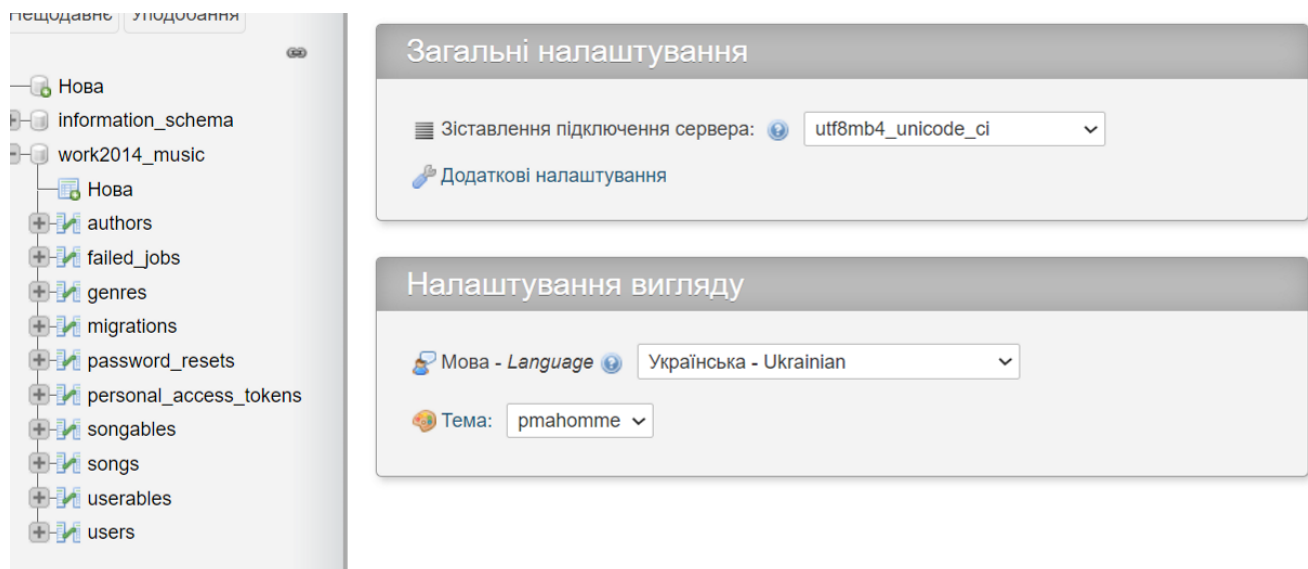 Нещодавнє Уподобання
Нова
information_schema
work2014_music
Нова
authors
failed_jobs
genres
migrations
password_resets
personal_access_tokens
songables
songs
userables
users
Загальні налаштування
Зіставлення підключення сервера: utf8mb4_unicode_ci
Додаткові налаштування
Налаштування вигляду
Мова - Language Українська - Ukrainian
Тема: pmahomme